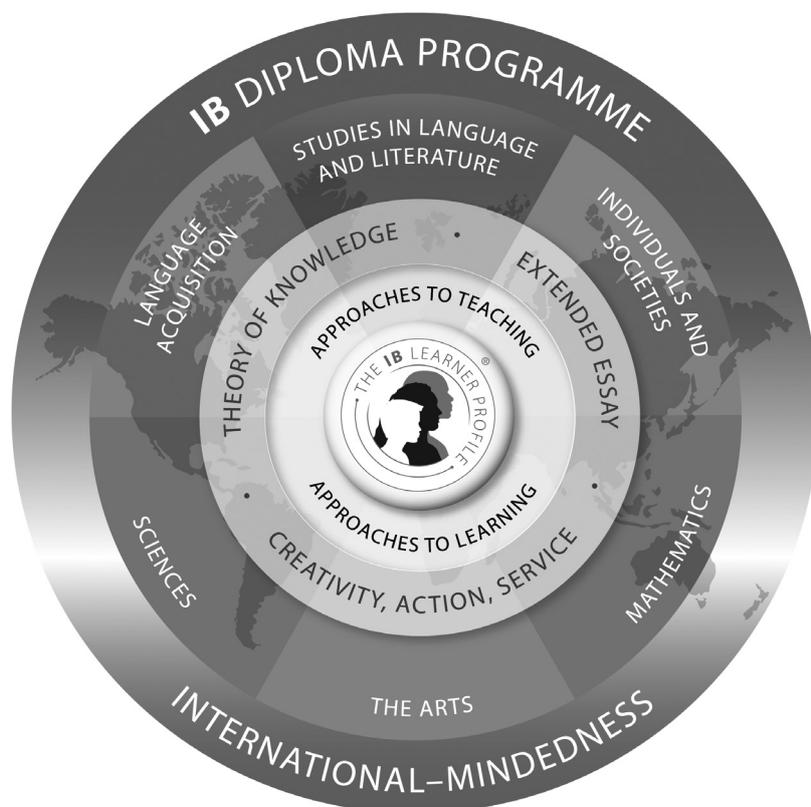 IB DIPLOMA PROGRAMME
STUDIES IN LANGUAGE
AND LITERATURE
LANGUAGE
ACQUISITION
INDIVIDUALS AND
SOCIETIES
THEORY OF KNOWLEDGE
EXTENDED ESSAY
APPROACHES TO TEACHING
THE IB LEARNER PROFILE
®
APPROACHES TO LEARNING
CREATIVITY, ACTION, SERVICE
SCIENCES
MATHEMATICS
THE ARTS
INTERNATIONAL–MINDEDNESS